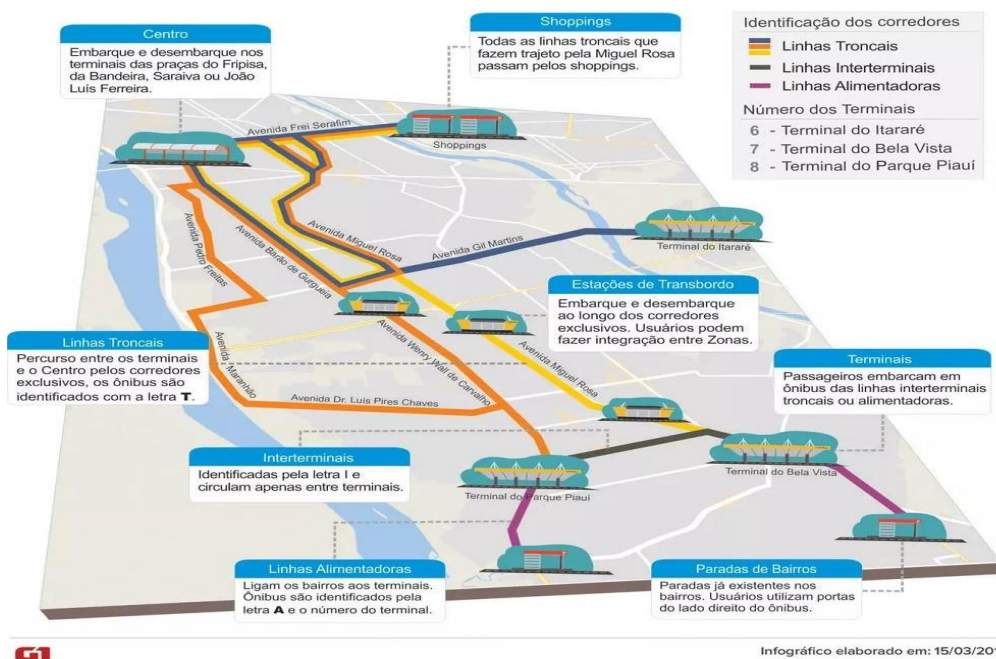 Centro
Embarque e desembarque nos
terminais das praças do Fripisa,
da Bandeira, Saraiva ou João
Luís Ferreira.
Shoppings
Todas as linhas troncais que
fazem trajeto pela Miguel Rosa
passam pelos shoppings.
Identificação dos corredores
Linhas Troncais
Linhas Interterminais
Linhas Alimentadoras
Número dos Terminais
6 - Terminal do Itararé
7 - Terminal do Bela Vista
8 - Terminal do Parque Piauí
Avenida Frei Serafim
Shoppings
Avenida Pedro Freitas
Avenida Barão de Gurgueia
Avenida Miguel Rosa
Avenida Gil Martins
Terminal do Itararé
Estações de Transbordo
Embarque e desembarque
ao longo dos corredores
exclusivos. Usuários podem
fazer integração entre Zonas.
Linhas Troncais
Percurso entre os terminais
e o Centro pelos corredores
exclusivos, os ônibus são
identificados com a letra T.
Avenida Maranhão
Avenida Wenry Wall de Carvalho
Avenida Miguel Rosa
Avenida Dr. Luís Pires Chaves
Terminais
Passageiros embarcam em
ônibus das linhas interterminais
troncais ou alimentadoras.
Interterminais
Identificadas pela letra I e
circulam apenas entre terminais.
Terminal do Parque Piauí
Terminal do Bela Vista
Linhas Alimentadoras
Ligam os bairros aos terminais.
Ônibus são identificados pela
letra A e o número do terminal.
Paradas de Bairros
Paradas já existentes nos
bairros. Usuários utilizam portas
do lado direito do ônibus.
G1
Infográfico elaborado em: 15/03/201